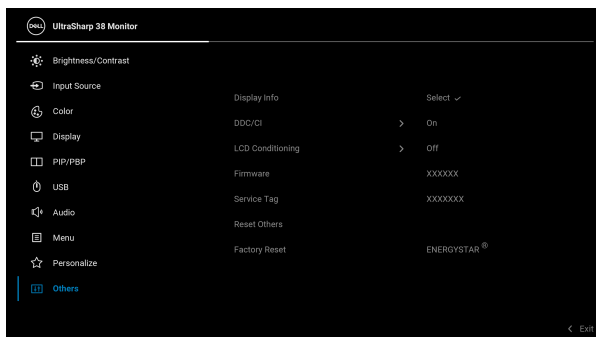 DELL UltraSharp 38 Monitor
Brightness/Contrast
Input Source
Color
Display
PIP/PBP
USB
Audio
Menu
Personalize
Others
Display Info Select ✓
DDC/CI > On
LCD Conditioning > Off
Firmware XXXXXX
Service Tag XXXXXXX
Reset Others
Factory Reset ENERGYSTAR ®
< Exit